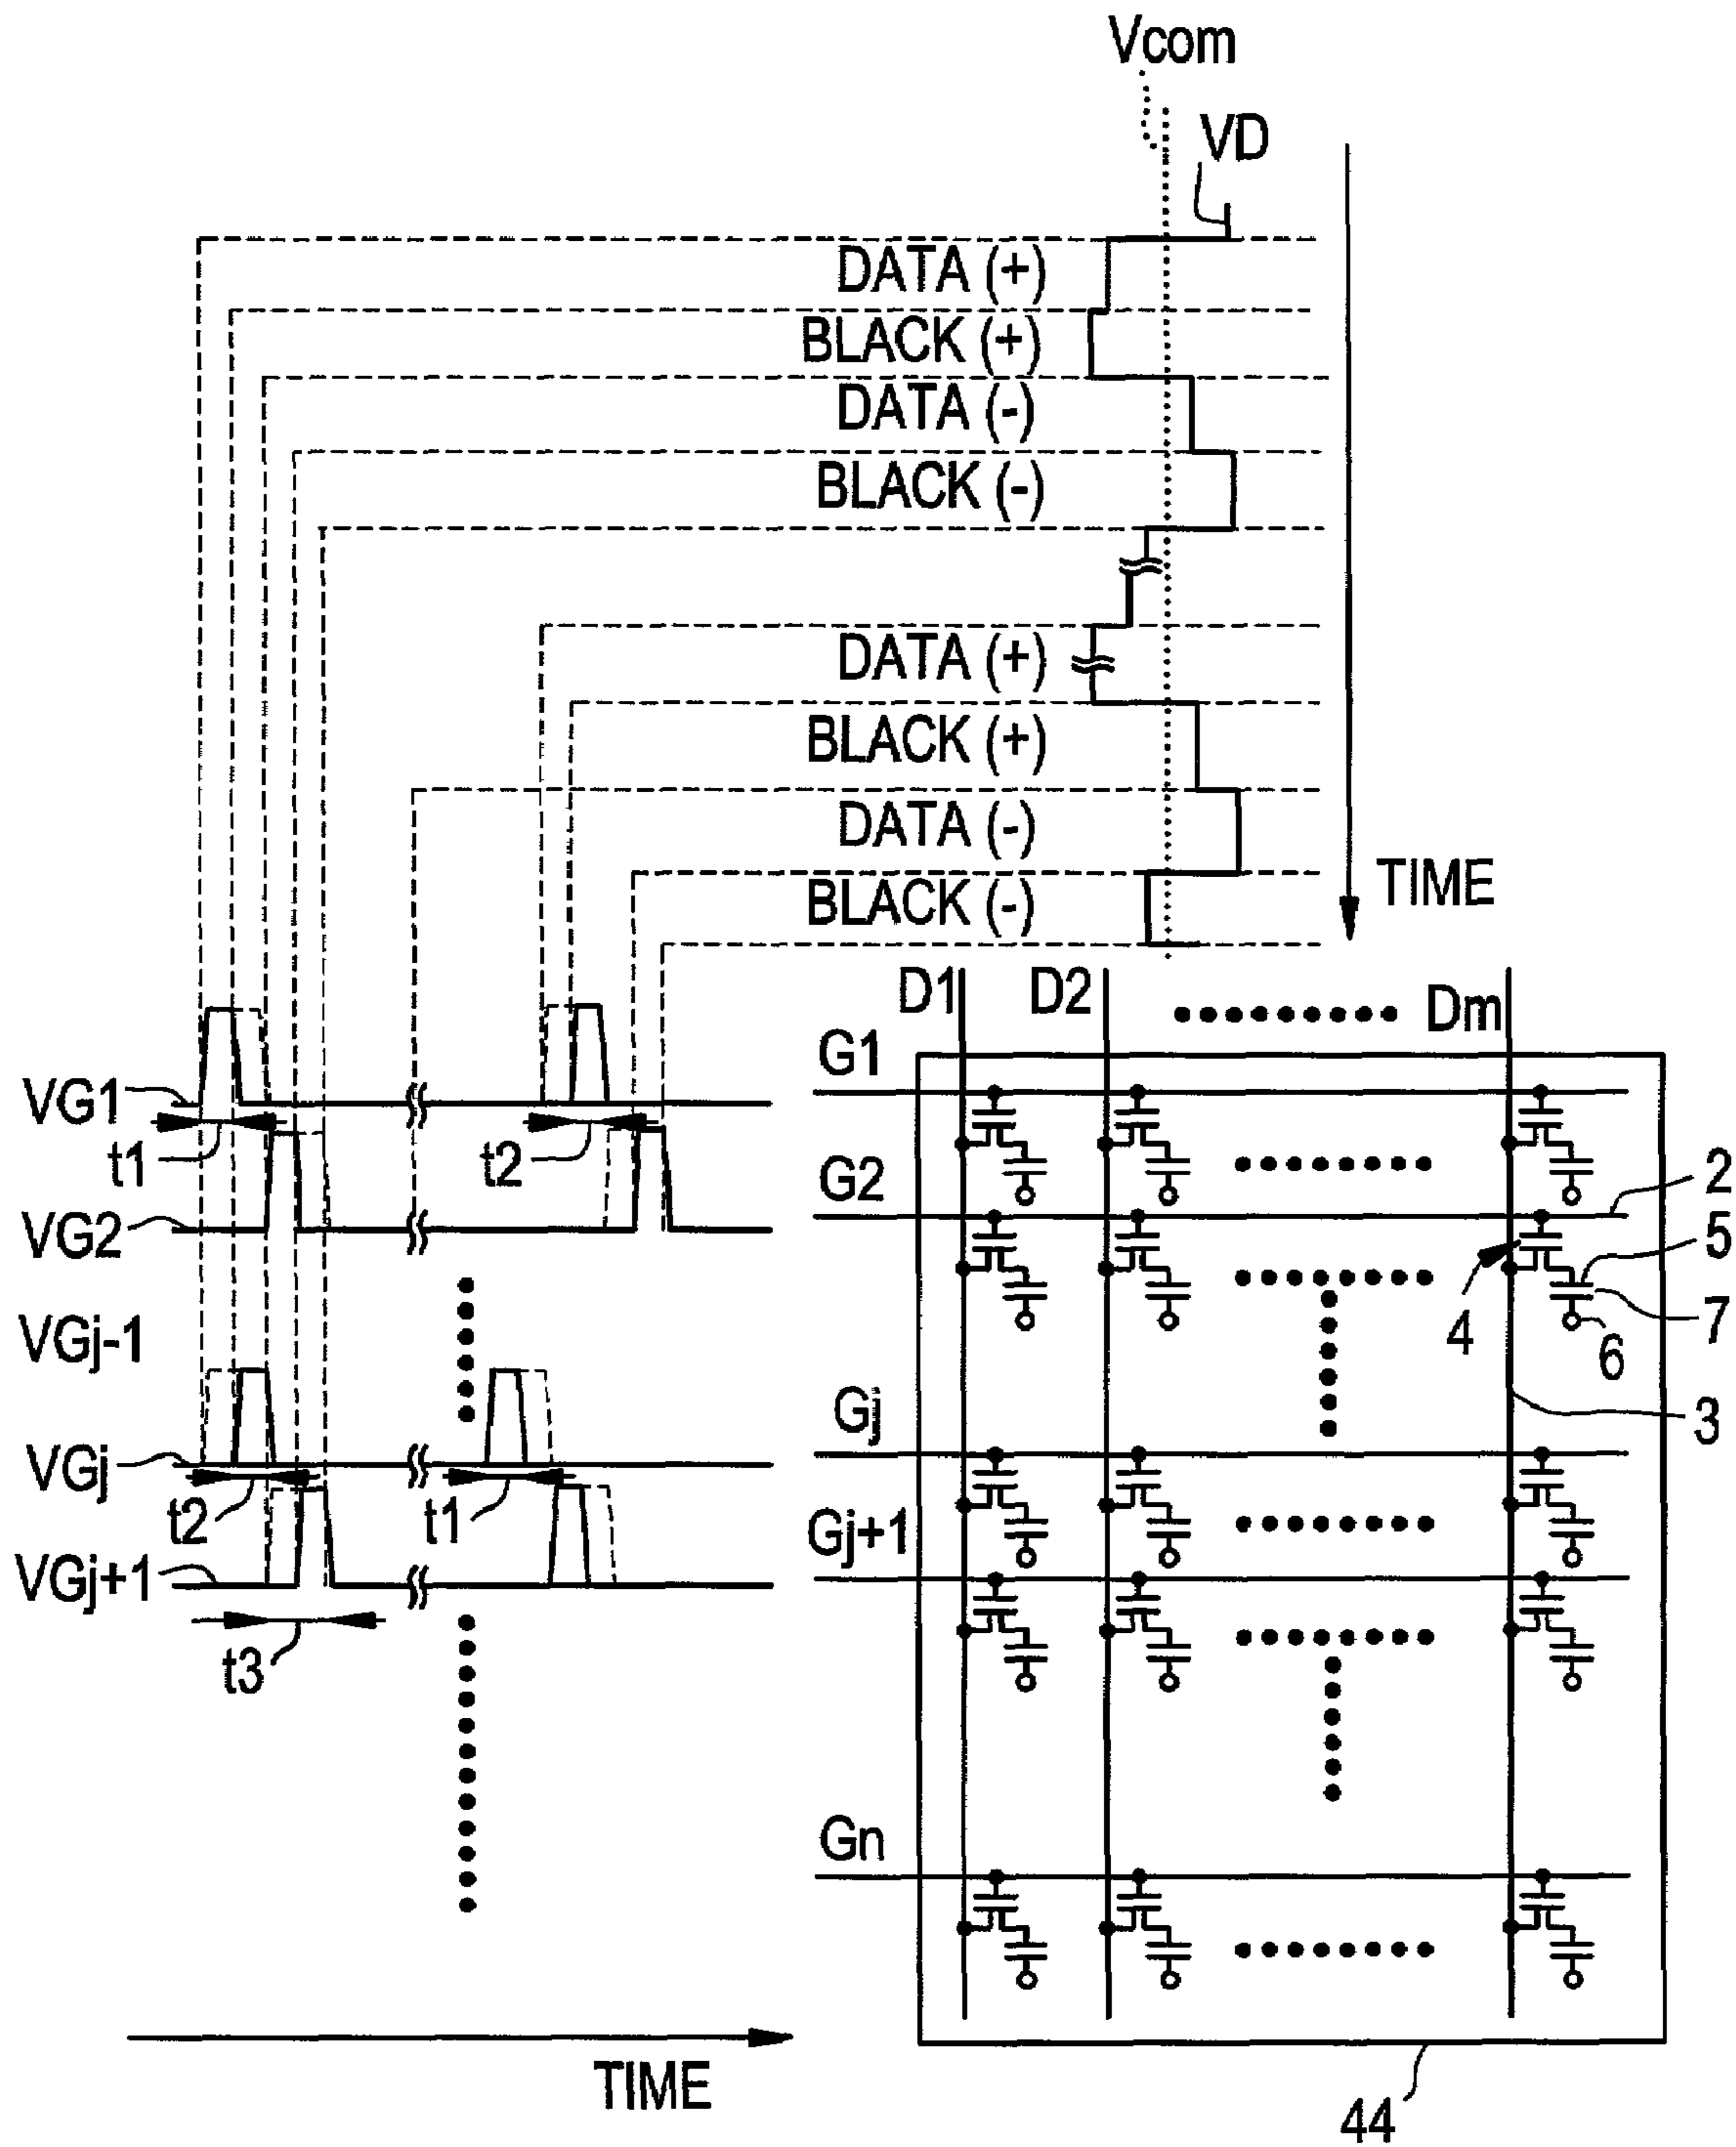 Vcom
VD
DATA (+)
BLACK (+)
DATA (-)
BLACK (-)
DATA (+)
BLACK (+)
DATA (-)
BLACK (-)
TIME
D1 D2 Dm
G1
VG1
t1 t2
G2 2
VG2
5
4 7
6
VGj-1
Gj 3
VGj
t2 t1
Gj+1
VGj+1
t3
Gn
TIME
44